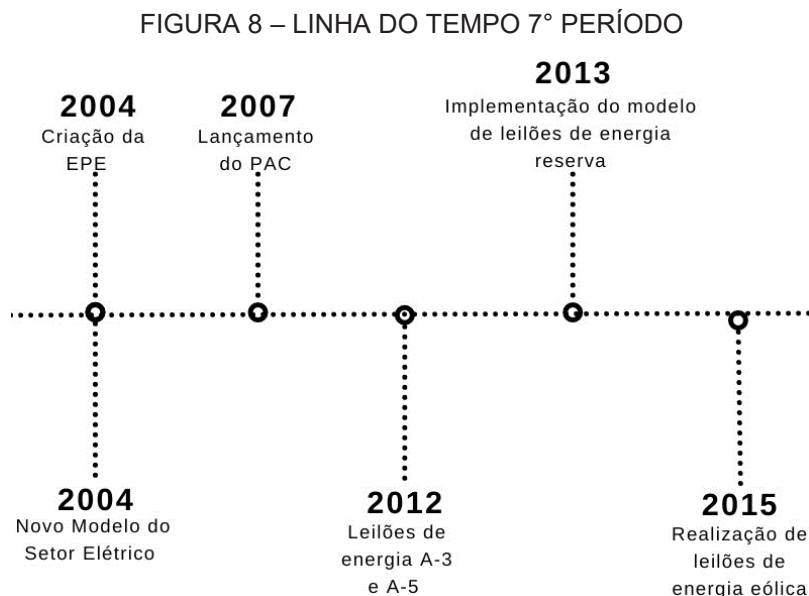 FIGURA 8 – LINHA DO TEMPO 7° PERÍODO
2004
Criação da
EPE
2007
Lançamento
do PAC
2013
Implementação do modelo
de leilões de energia
reserva
2004
Novo Modelo do
Setor Elétrico
2012
Leilões de
energia A-3
e A-5
2015
Realização de
leilões de
energia eólica